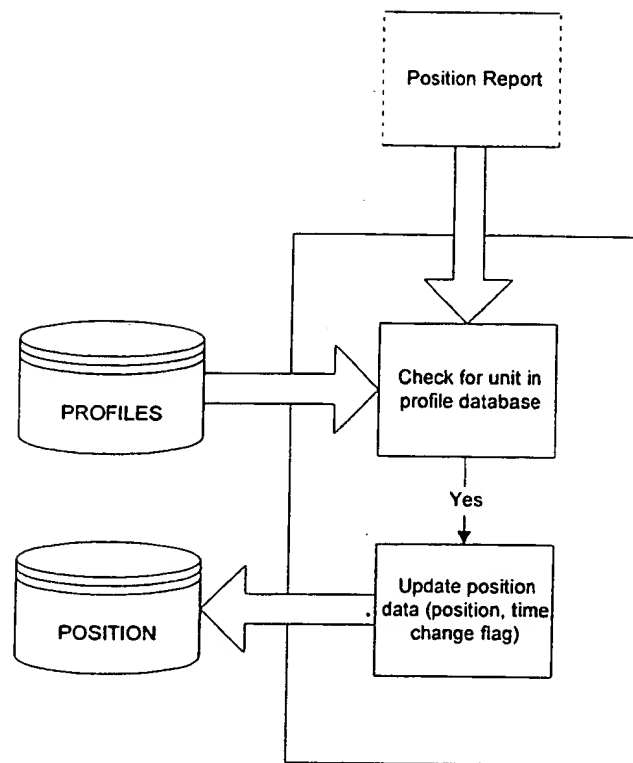 Position Report
Check for unit in
profile database
PROFILES
Yes
Update position
data (position, time
change flag)
POSITION